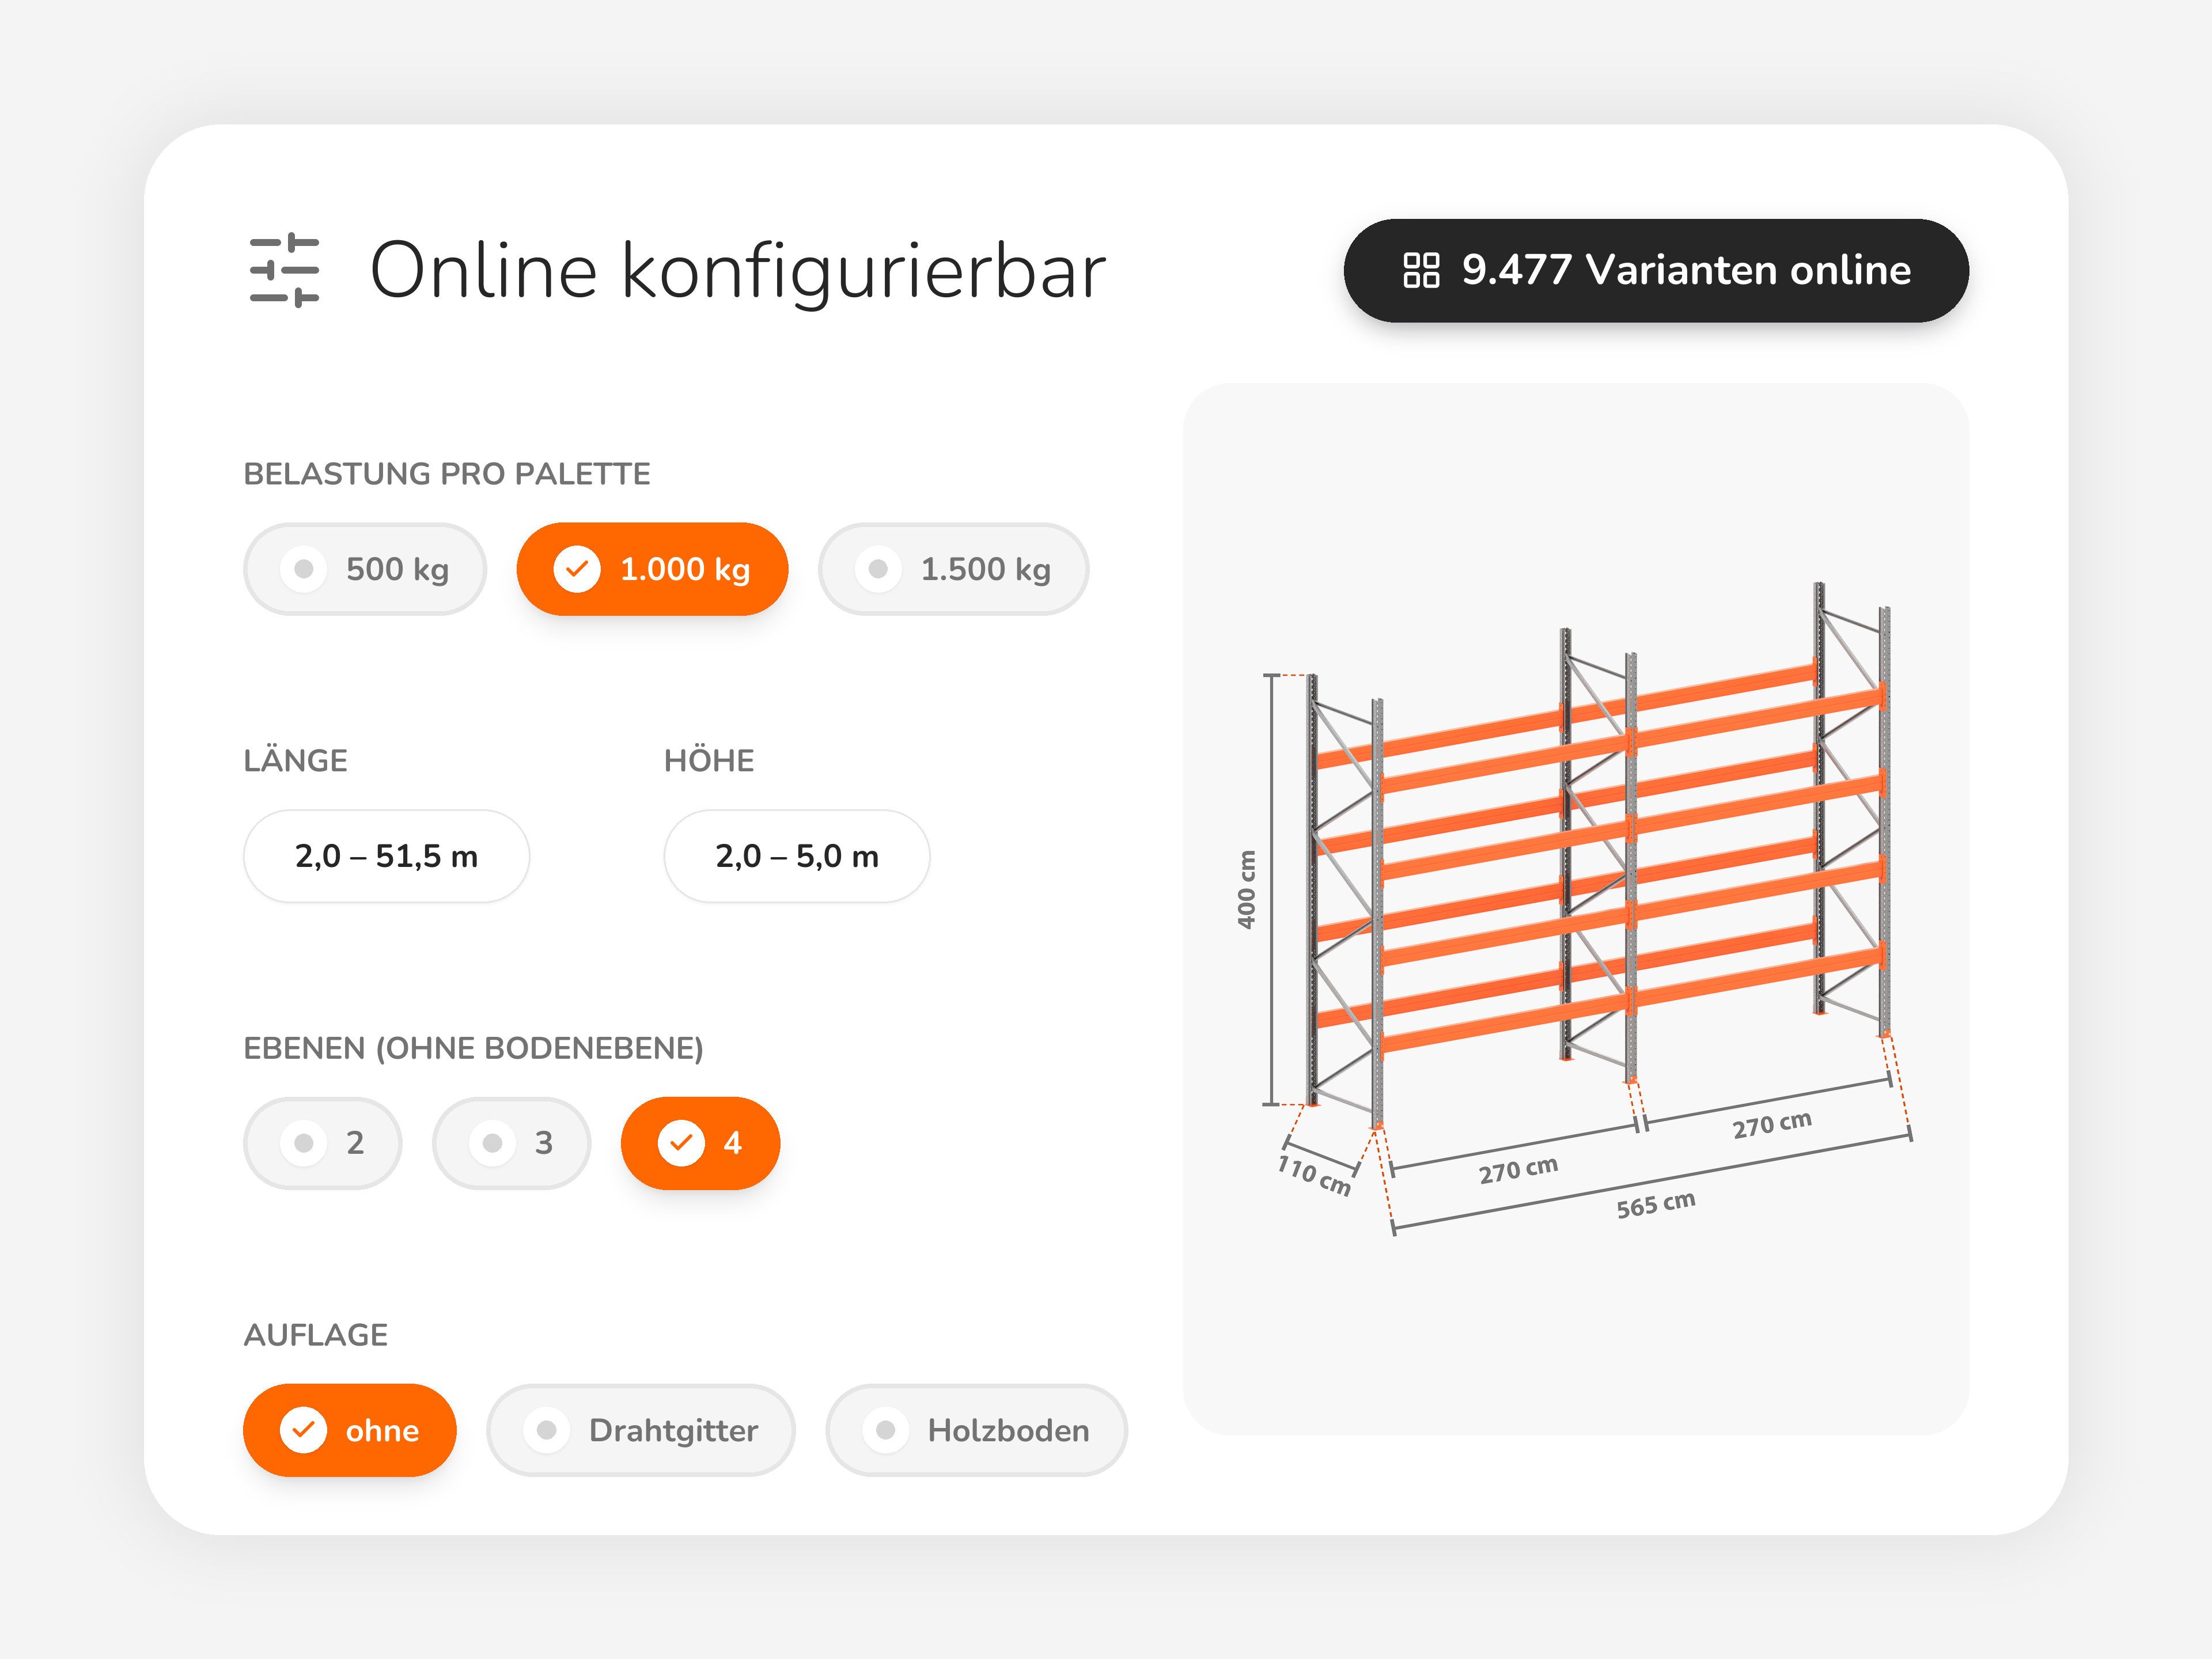 Online konfigurierbar
9.477 Varianten online
BELASTUNG PRO PALETTE
500 kg
1.000 kg
1.500 kg
LÄNGE
HÖHE
2,0 – 51,5 m
2,0 – 5,0 m
EBENEN (OHNE BODENEBENE)
2
3
4
AUFLAGE
ohne
Drahtgitter
Holzboden
400 cm
110 cm
270 cm
270 cm
565 cm